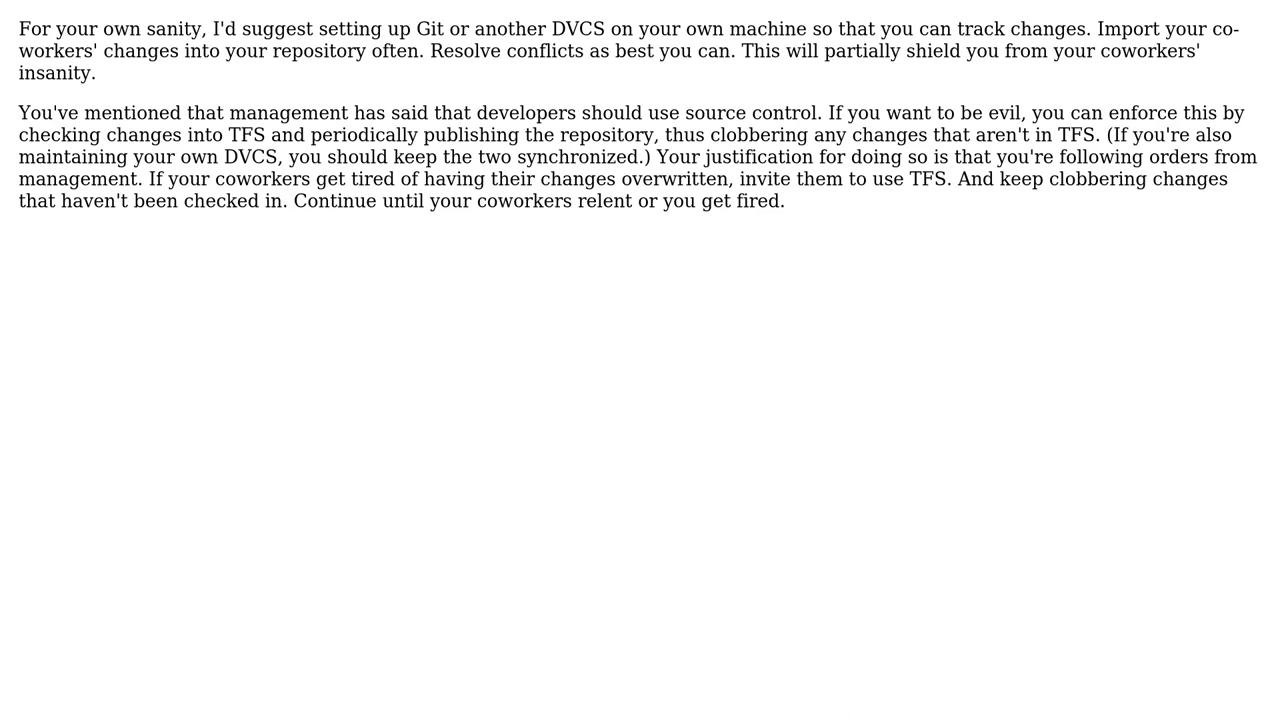 For your own sanity, I'd suggest setting up Git or another DVCS on your own machine so that you can track changes. Import your co-
workers' changes into your repository often. Resolve conflicts as best you can. This will partially shield you from your coworkers'
insanity.
You've mentioned that management has said that developers should use source control. If you want to be evil, you can enforce this by
checking changes into TFS and periodically publishing the repository, thus clobbering any changes that aren't in TFS. (If you're also
maintaining your own DVCS, you should keep the two synchronized.) Your justification for doing so is that you're following orders from
management. If your coworkers get tired of having their changes overwritten, invite them to use TFS. And keep clobbering changes
that haven't been checked in. Continue until your coworkers relent or you get fired.